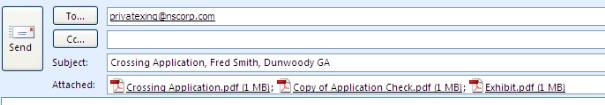 To... privatexing@nscorp.com
Cc...
Send
Subject: Crossing Application, Fred Smith, Dunwoody GA
Attached: Crossing Application.pdf (1 MB); Copy of Application Check.pdf (1 MB); Exhibit.pdf (1 MB)